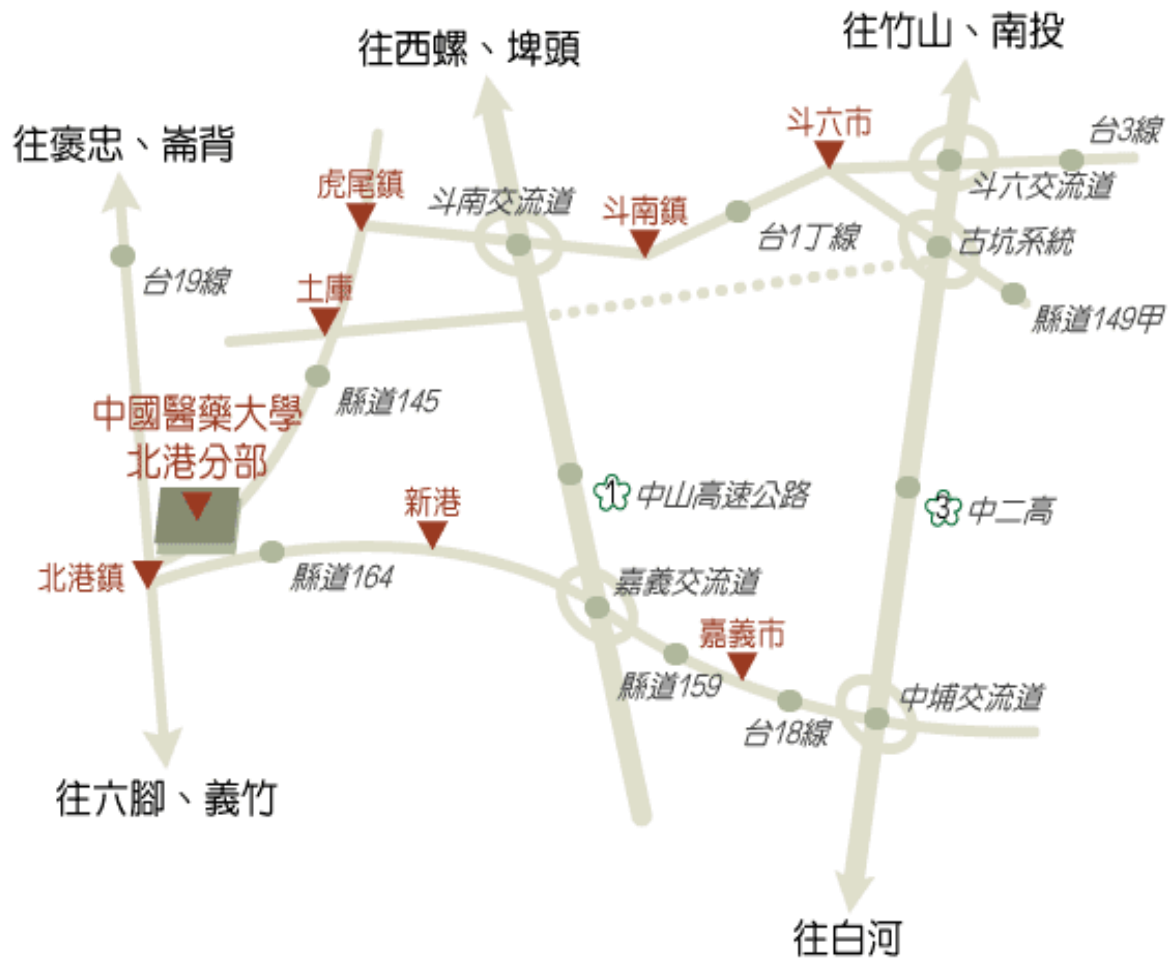 往竹山、南投
往西螺、埤頭
往褒忠、崙背
斗六市
台3線
虎尾鎮
斗南交流道
斗南鎮
斗六交流道
台1丁線
古坑系統
台19線
土庫
縣道149甲
縣道145
中國醫藥大學
北港分部
新港
1 中山高速公路
3 中二高
北港鎮
縣道164
嘉義交流道
嘉義市
縣道159
中埔交流道
台18線
往六腳、義竹
往白河